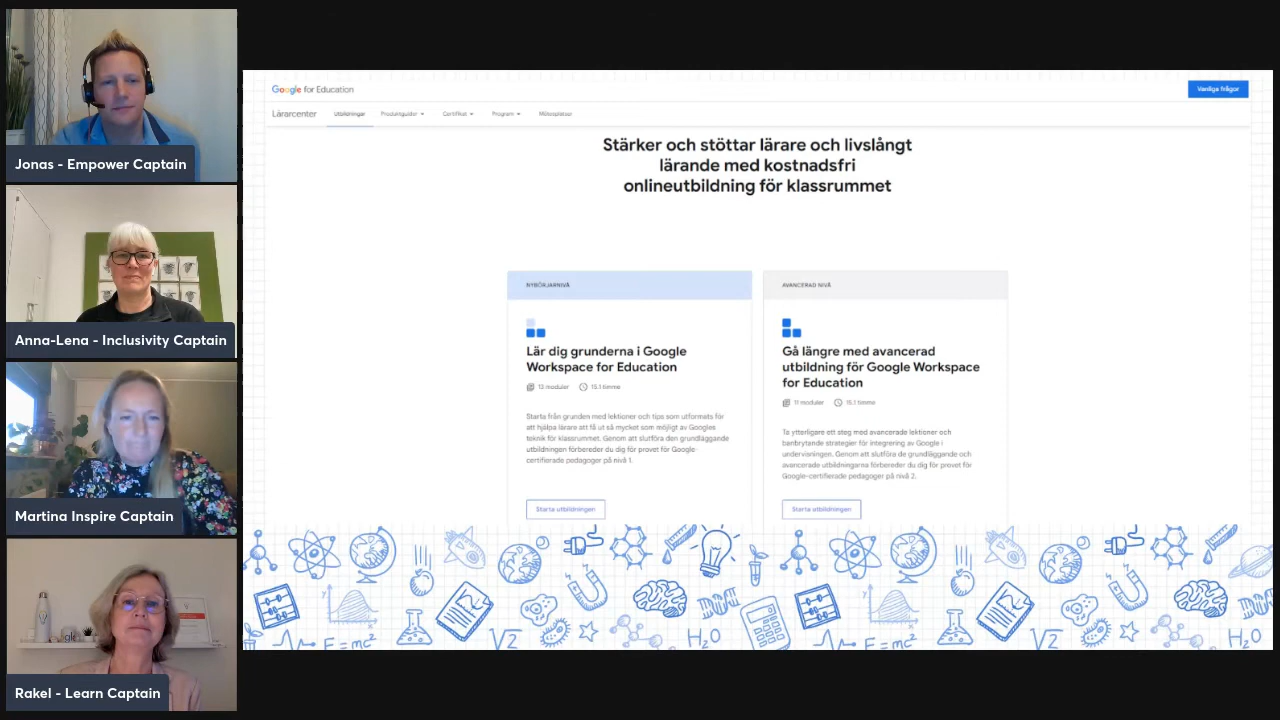 Jonas - Empower Captain
Anna-Lena - Inclusivity Captain
Martina Inspire Captain
Rakel - Learn Captain
Google for Education
Vanliga frågor
Lärarcenter
Utbildningar
Produktguider
Certifikat
Program
Mötesplatser
Stärker och stöttar lärare och livslångt
lärande med kostnadsfri
onlineutbildning för klassrummet
NYBÖRJARNIVÅ
Lär dig grunderna i Google
Workspace for Education
13 moduler
15.1 timme
Starta från grunden med lektioner och tips som utformats för
att hjälpa lärare att få ut så mycket som möjligt av Googles
teknik för klassrummet. Genom att slutföra den grundläggande
utbildningen förbereder du dig för provet för Google-
certifierade pedagoger på nivå 1.
Starta utbildningen
AVANCERAD NIVÅ
Gå längre med avancerad
utbildning för Google Workspace
for Education
11 moduler
15.1 timme
Ta ytterligare ett steg med avancerade lektioner och
banbrytande strategier för integrering av Google i
undervisningen. Genom att slutföra de grundläggande och
avancerade utbildningarna förbereder du dig för provet för
Google-certifierade pedagoger på nivå 2.
Starta utbildningen
y
x
√2
E=mc²
H₂O
y
x
√2
E=mc²
H₂O